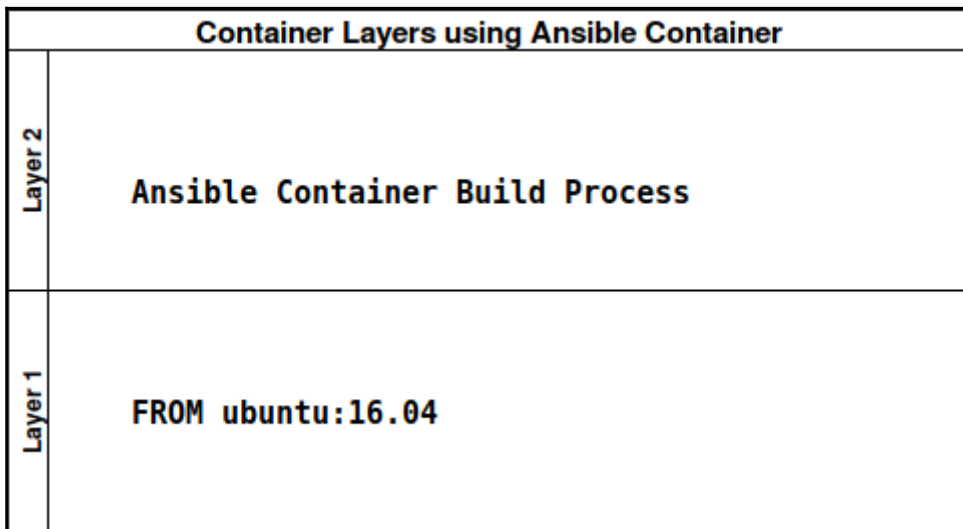 Container Layers using Ansible Container
Layer 2
Ansible Container Build Process
Layer 1
FROM ubuntu:16.04